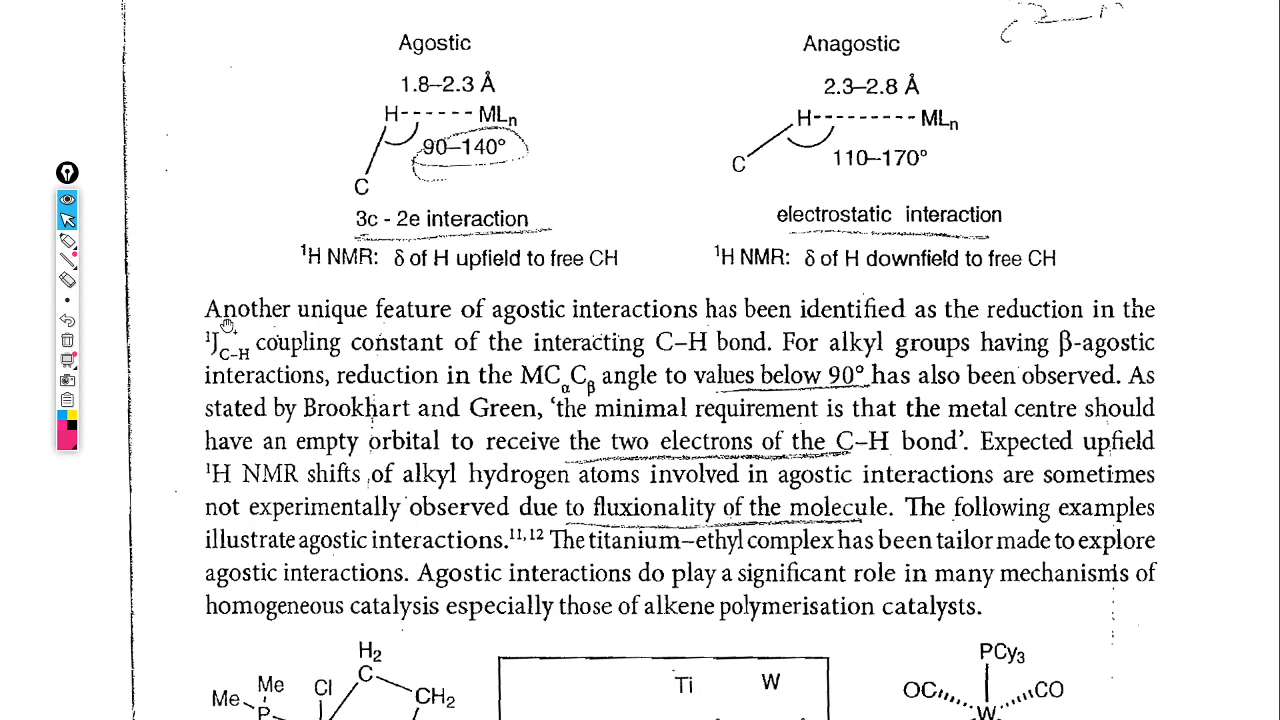 Agostic Anagostic
1.8–2.3 Å 2.3–2.8 Å
H------MLn H---------MLn
90–140° 110–170°
C C
3c - 2e interaction electrostatic interaction
¹H NMR: δ of H upfield to free CH ¹H NMR: δ of H downfield to free CH
Another unique feature of agostic interactions has been identified as the reduction in the
¹J_C–H coupling constant of the interacting C–H bond. For alkyl groups having β-agostic
interactions, reduction in the MCαCβ angle to values below 90° has also been observed. As
stated by Brookhart and Green, ‘the minimal requirement is that the metal centre should
have an empty orbital to receive the two electrons of the C–H bond’. Expected upfield
¹H NMR shifts of alkyl hydrogen atoms involved in agostic interactions are sometimes
not experimentally observed due to fluxionality of the molecule. The following examples
illustrate agostic interactions.¹¹,¹² The titanium–ethyl complex has been tailor made to explore
agostic interactions. Agostic interactions do play a significant role in many mechanisms of
homogeneous catalysis especially those of alkene polymerisation catalysts.
H₂ PCy₃
C
Me Me Cl CH₂ Ti W OC CO
P W